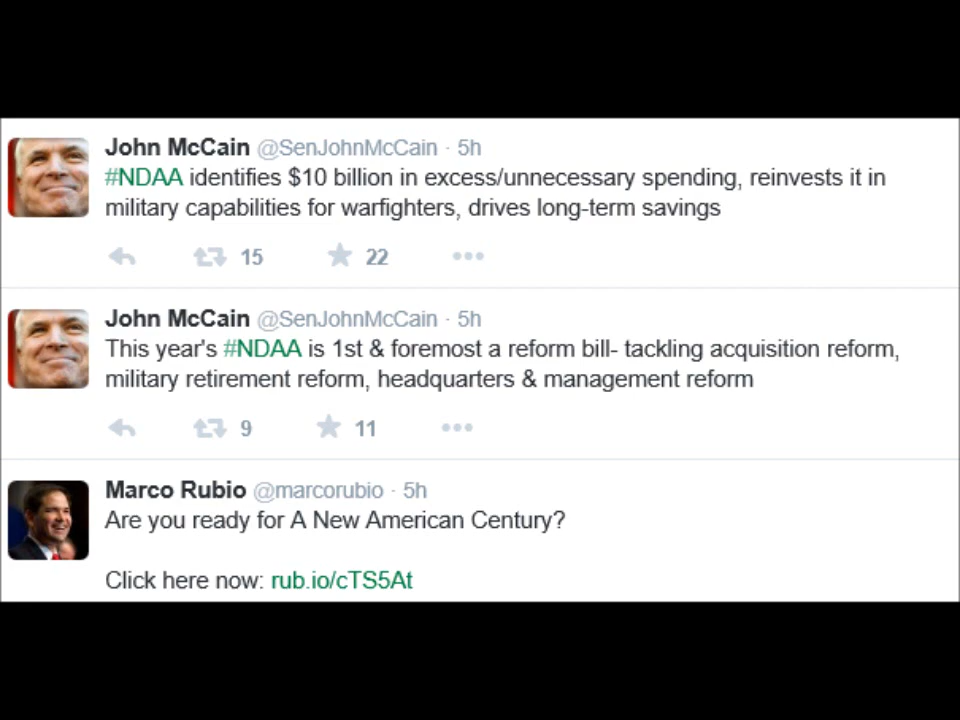 John McCain @SenJohnMcCain · 5h
#NDAA identifies $10 billion in excess/unnecessary spending, reinvests it in
military capabilities for warfighters, drives long-term savings
15 22
John McCain @SenJohnMcCain · 5h
This year's #NDAA is 1st & foremost a reform bill- tackling acquisition reform,
military retirement reform, headquarters & management reform
9 11
Marco Rubio @marcorubio · 5h
Are you ready for A New American Century?
Click here now: rub.io/cTS5At